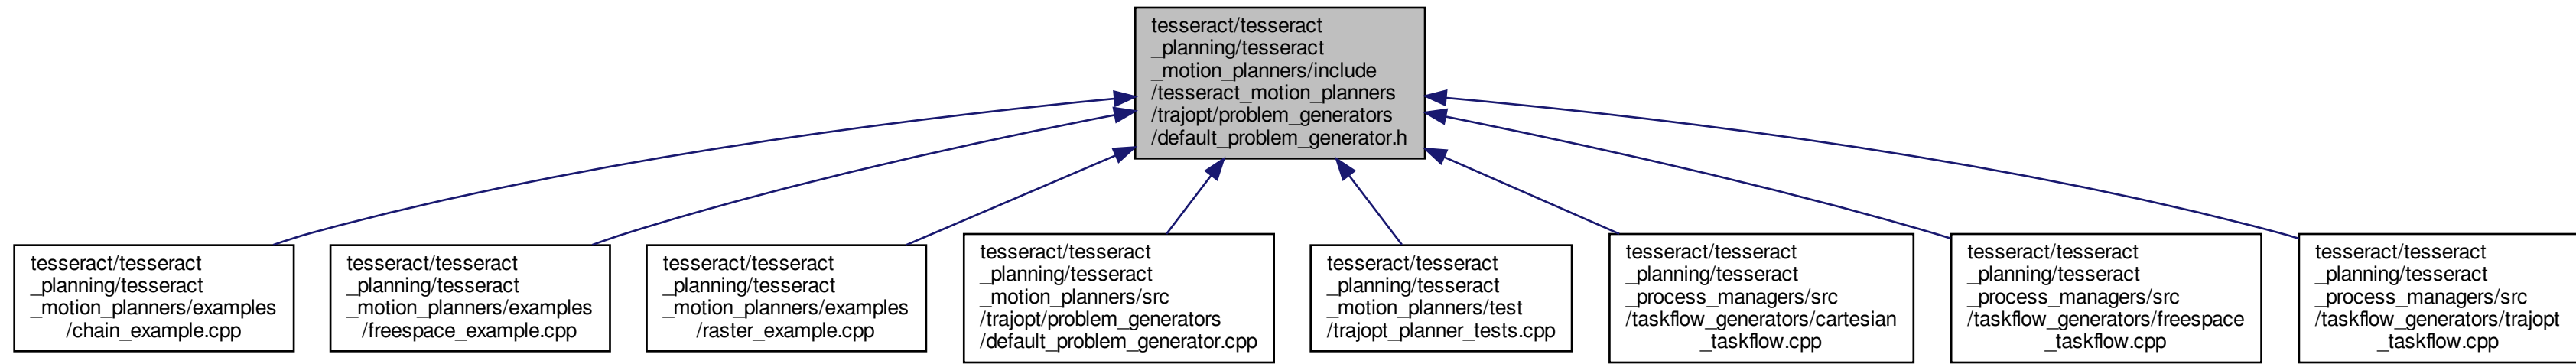 tesseract/tesseract
_planning/tesseract
_motion_planners/include
/tesseract_motion_planners
/trajopt/problem_generators
/default_problem_generator.h
tesseract/tesseract
_planning/tesseract
_motion_planners/examples
/chain_example.cpp
tesseract/tesseract
_planning/tesseract
_motion_planners/examples
/freespace_example.cpp
tesseract/tesseract
_planning/tesseract
_motion_planners/examples
/raster_example.cpp
tesseract/tesseract
_planning/tesseract
_motion_planners/src
/trajopt/problem_generators
/default_problem_generator.cpp
tesseract/tesseract
_planning/tesseract
_motion_planners/test
/trajopt_planner_tests.cpp
tesseract/tesseract
_planning/tesseract
_process_managers/src
/taskflow_generators/cartesian
_taskflow.cpp
tesseract/tesseract
_planning/tesseract
_process_managers/src
/taskflow_generators/freespace
_taskflow.cpp
tesseract/tesseract
_planning/tesseract
_process_managers/src
/taskflow_generators/trajopt
_taskflow.cpp